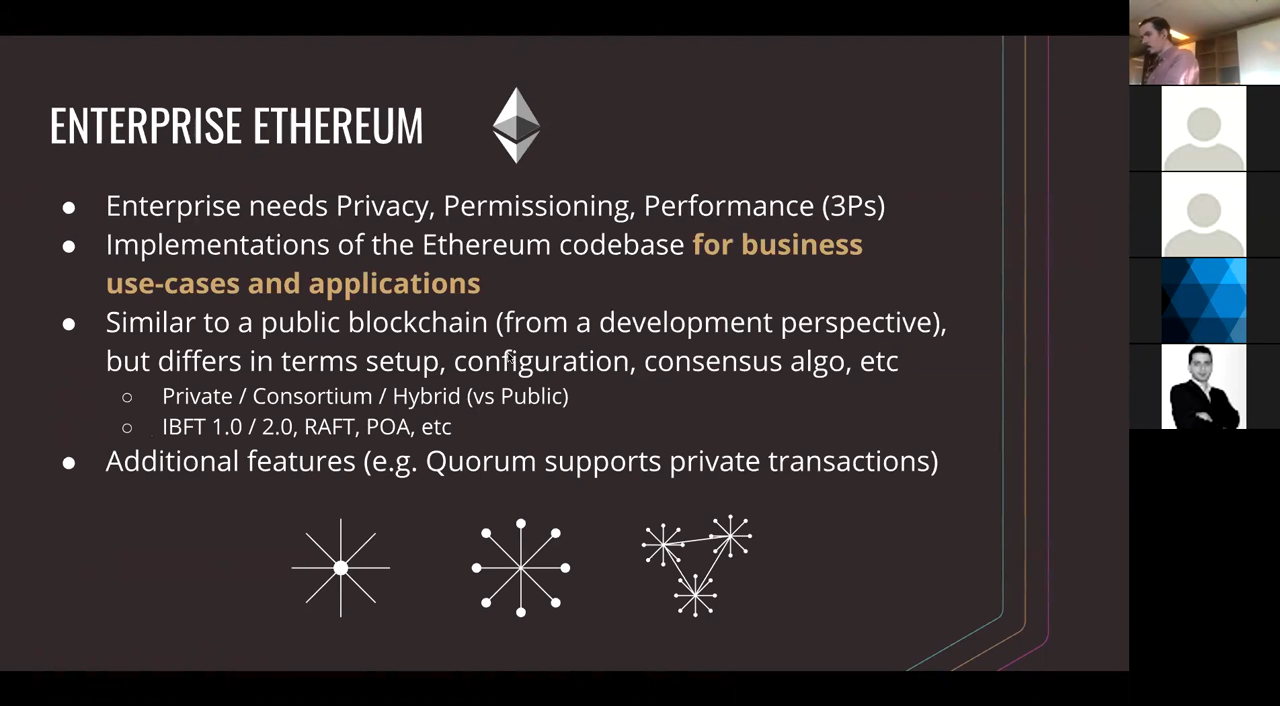 ENTERPRISE ETHEREUM
● Enterprise needs Privacy, Permissioning, Performance (3Ps)
● Implementations of the Ethereum codebase for business
use-cases and applications
● Similar to a public blockchain (from a development perspective),
but differs in terms setup, configuration, consensus algo, etc
○ Private / Consortium / Hybrid (vs Public)
○ IBFT 1.0 / 2.0, RAFT, POA, etc
● Additional features (e.g. Quorum supports private transactions)